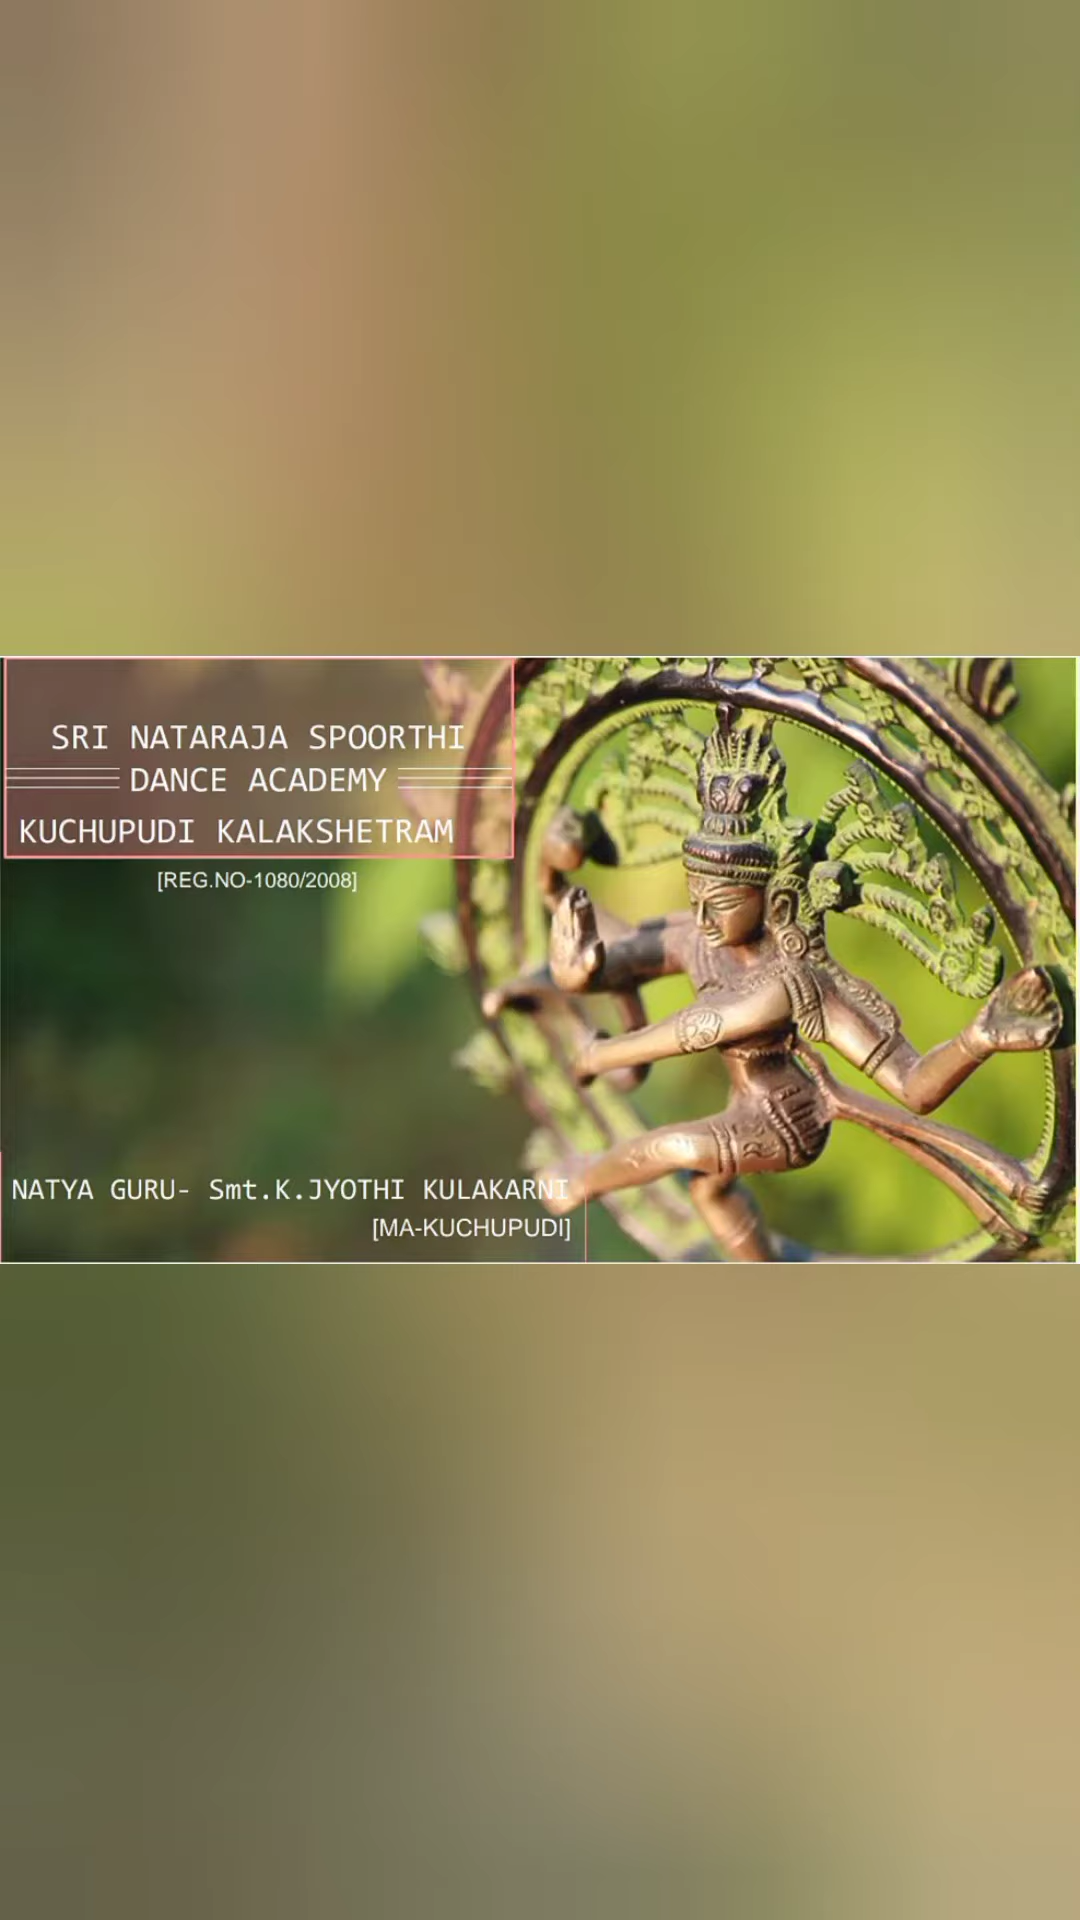 SRI NATARAJA SPOORTHI
DANCE ACADEMY
KUCHUPUDI KALAKSHETRAM
[REG.NO-1080/2008]
NATYA GURU- Smt.K.JYOTHI KULAKARNI
[MA-KUCHUPUDI]